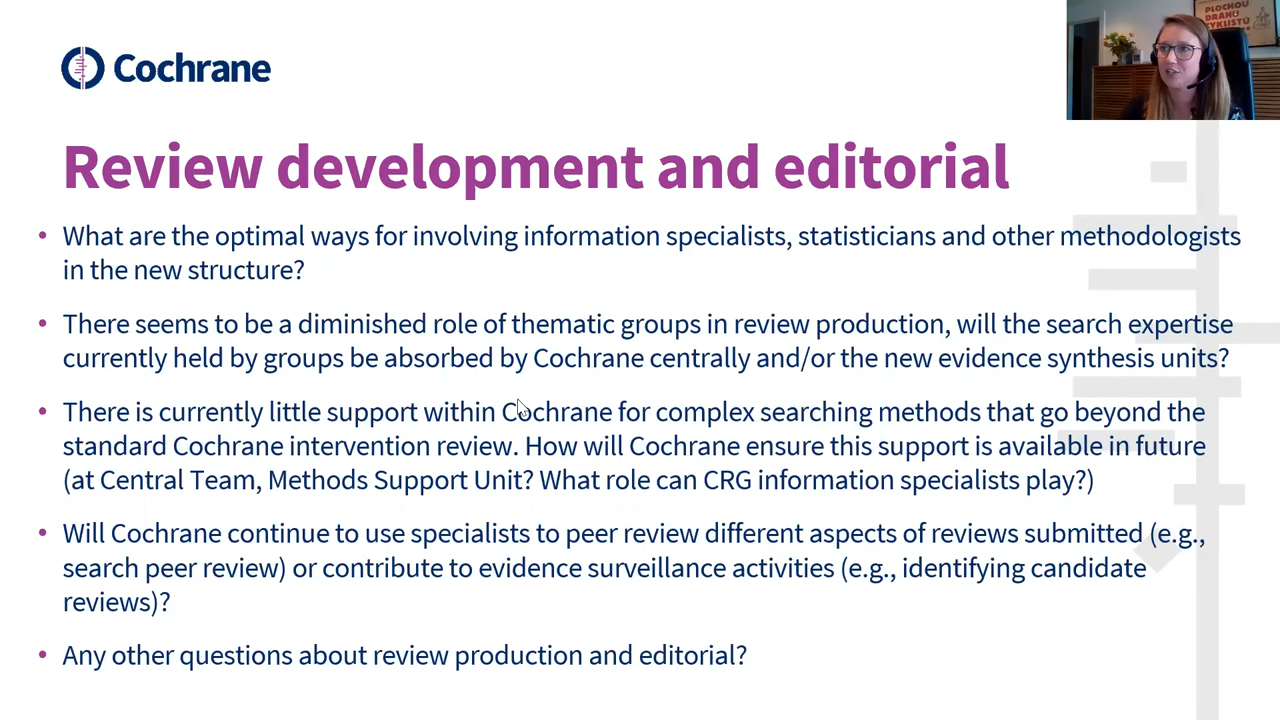 PLOCHOU
DRAHU
CYKLISTŮ
Cochrane
Review development and editorial
• What are the optimal ways for involving information specialists, statisticians and other methodologists
in the new structure?
• There seems to be a diminished role of thematic groups in review production, will the search expertise
currently held by groups be absorbed by Cochrane centrally and/or the new evidence synthesis units?
• There is currently little support within Cochrane for complex searching methods that go beyond the
standard Cochrane intervention review. How will Cochrane ensure this support is available in future
(at Central Team, Methods Support Unit? What role can CRG information specialists play?)
• Will Cochrane continue to use specialists to peer review different aspects of reviews submitted (e.g.,
search peer review) or contribute to evidence surveillance activities (e.g., identifying candidate
reviews)?
• Any other questions about review production and editorial?